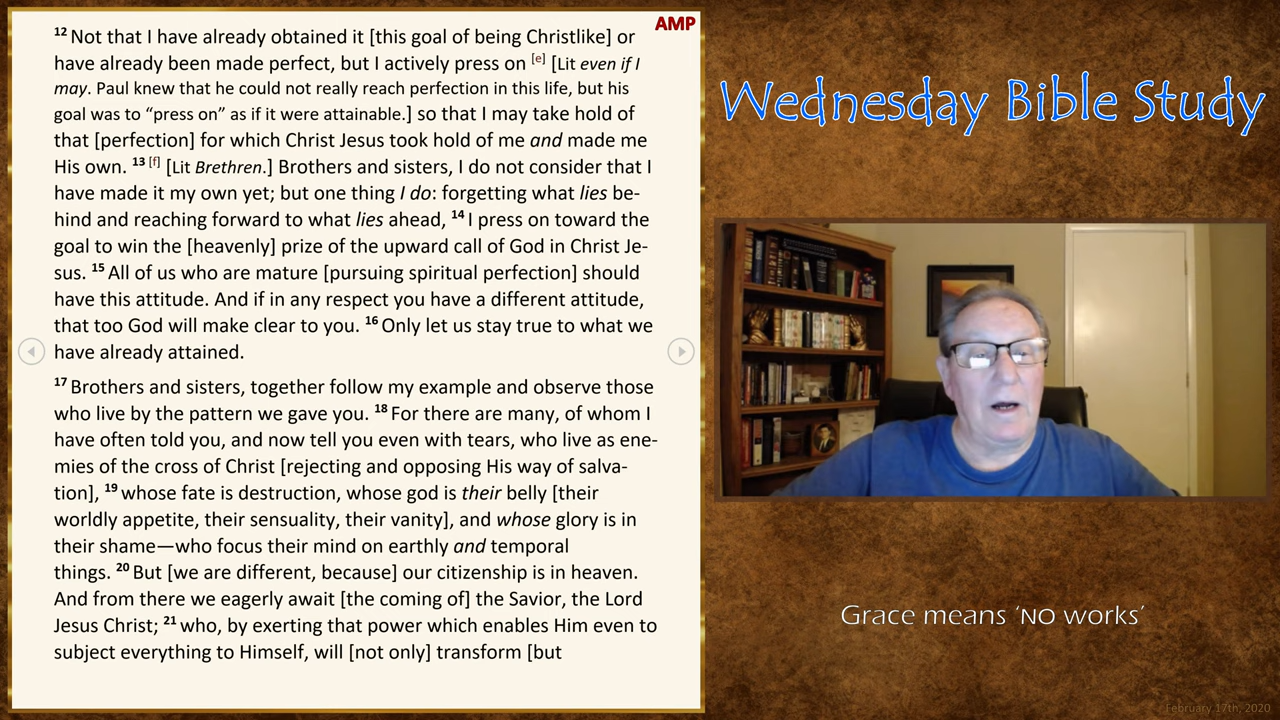 AMP
12 Not that I have already obtained it [this goal of being Christlike] or
have already been made perfect, but I actively press on [e] [Lit even if I
may. Paul knew that he could not really reach perfection in this life, but his
goal was to “press on” as if it were attainable.] so that I may take hold of
that [perfection] for which Christ Jesus took hold of me and made me
His own. 13 [f] [Lit Brethren.] Brothers and sisters, I do not consider that I
have made it my own yet; but one thing I do: forgetting what lies be-
hind and reaching forward to what lies ahead, 14 I press on toward the
goal to win the [heavenly] prize of the upward call of God in Christ Je-
sus. 15 All of us who are mature [pursuing spiritual perfection] should
have this attitude. And if in any respect you have a different attitude,
that too God will make clear to you. 16 Only let us stay true to what we
have already attained.
17 Brothers and sisters, together follow my example and observe those
who live by the pattern we gave you. 18 For there are many, of whom I
have often told you, and now tell you even with tears, who live as ene-
mies of the cross of Christ [rejecting and opposing His way of salva-
tion], 19 whose fate is destruction, whose god is their belly [their
worldly appetite, their sensuality, their vanity], and whose glory is in
their shame—who focus their mind on earthly and temporal
things. 20 But [we are different, because] our citizenship is in heaven.
And from there we eagerly await [the coming of] the Savior, the Lord
Jesus Christ; 21 who, by exerting that power which enables Him even to
subject everything to Himself, will [not only] transform [but
Wednesday Bible Study
Grace means ‘NO works’
February 17th, 2020